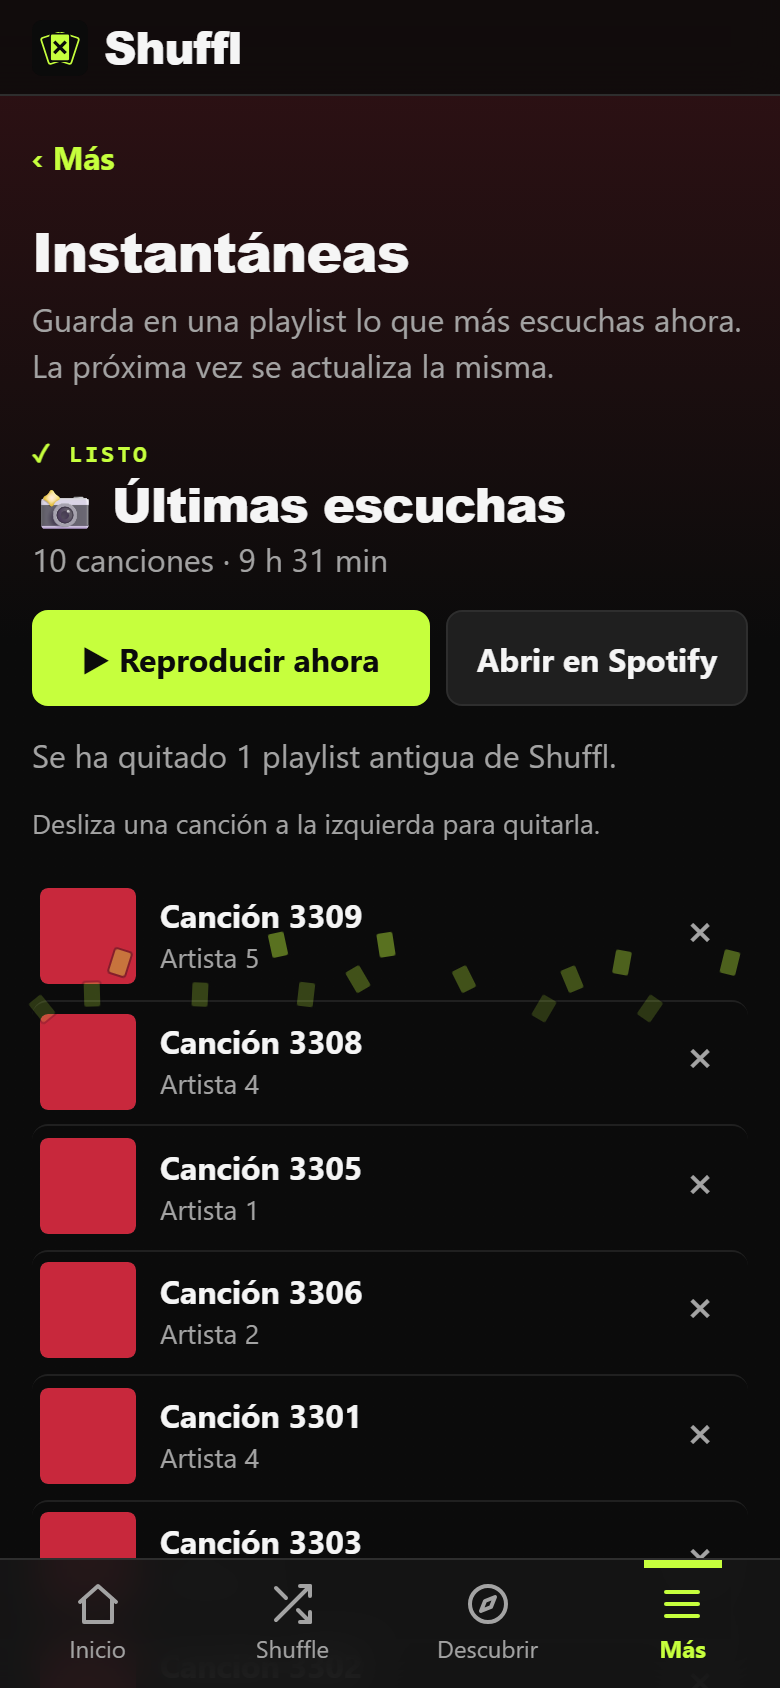 Shuffl
‹ Más
Instantáneas
Guarda en una playlist lo que más escuchas ahora.
La próxima vez se actualiza la misma.
✓ LISTO
📸 Últimas escuchas
10 canciones · 9 h 31 min
▶ Reproducir ahora
Abrir en Spotify
Se ha quitado 1 playlist antigua de Shuffl.
Desliza una canción a la izquierda para quitarla.
Canción 3309
Artista 5
✕
Canción 3308
Artista 4
✕
Canción 3305
Artista 1
✕
Canción 3306
Artista 2
✕
Canción 3301
Artista 4
✕
Canción 3303
Canción 3302
Inicio
Shuffle
Descubrir
Más